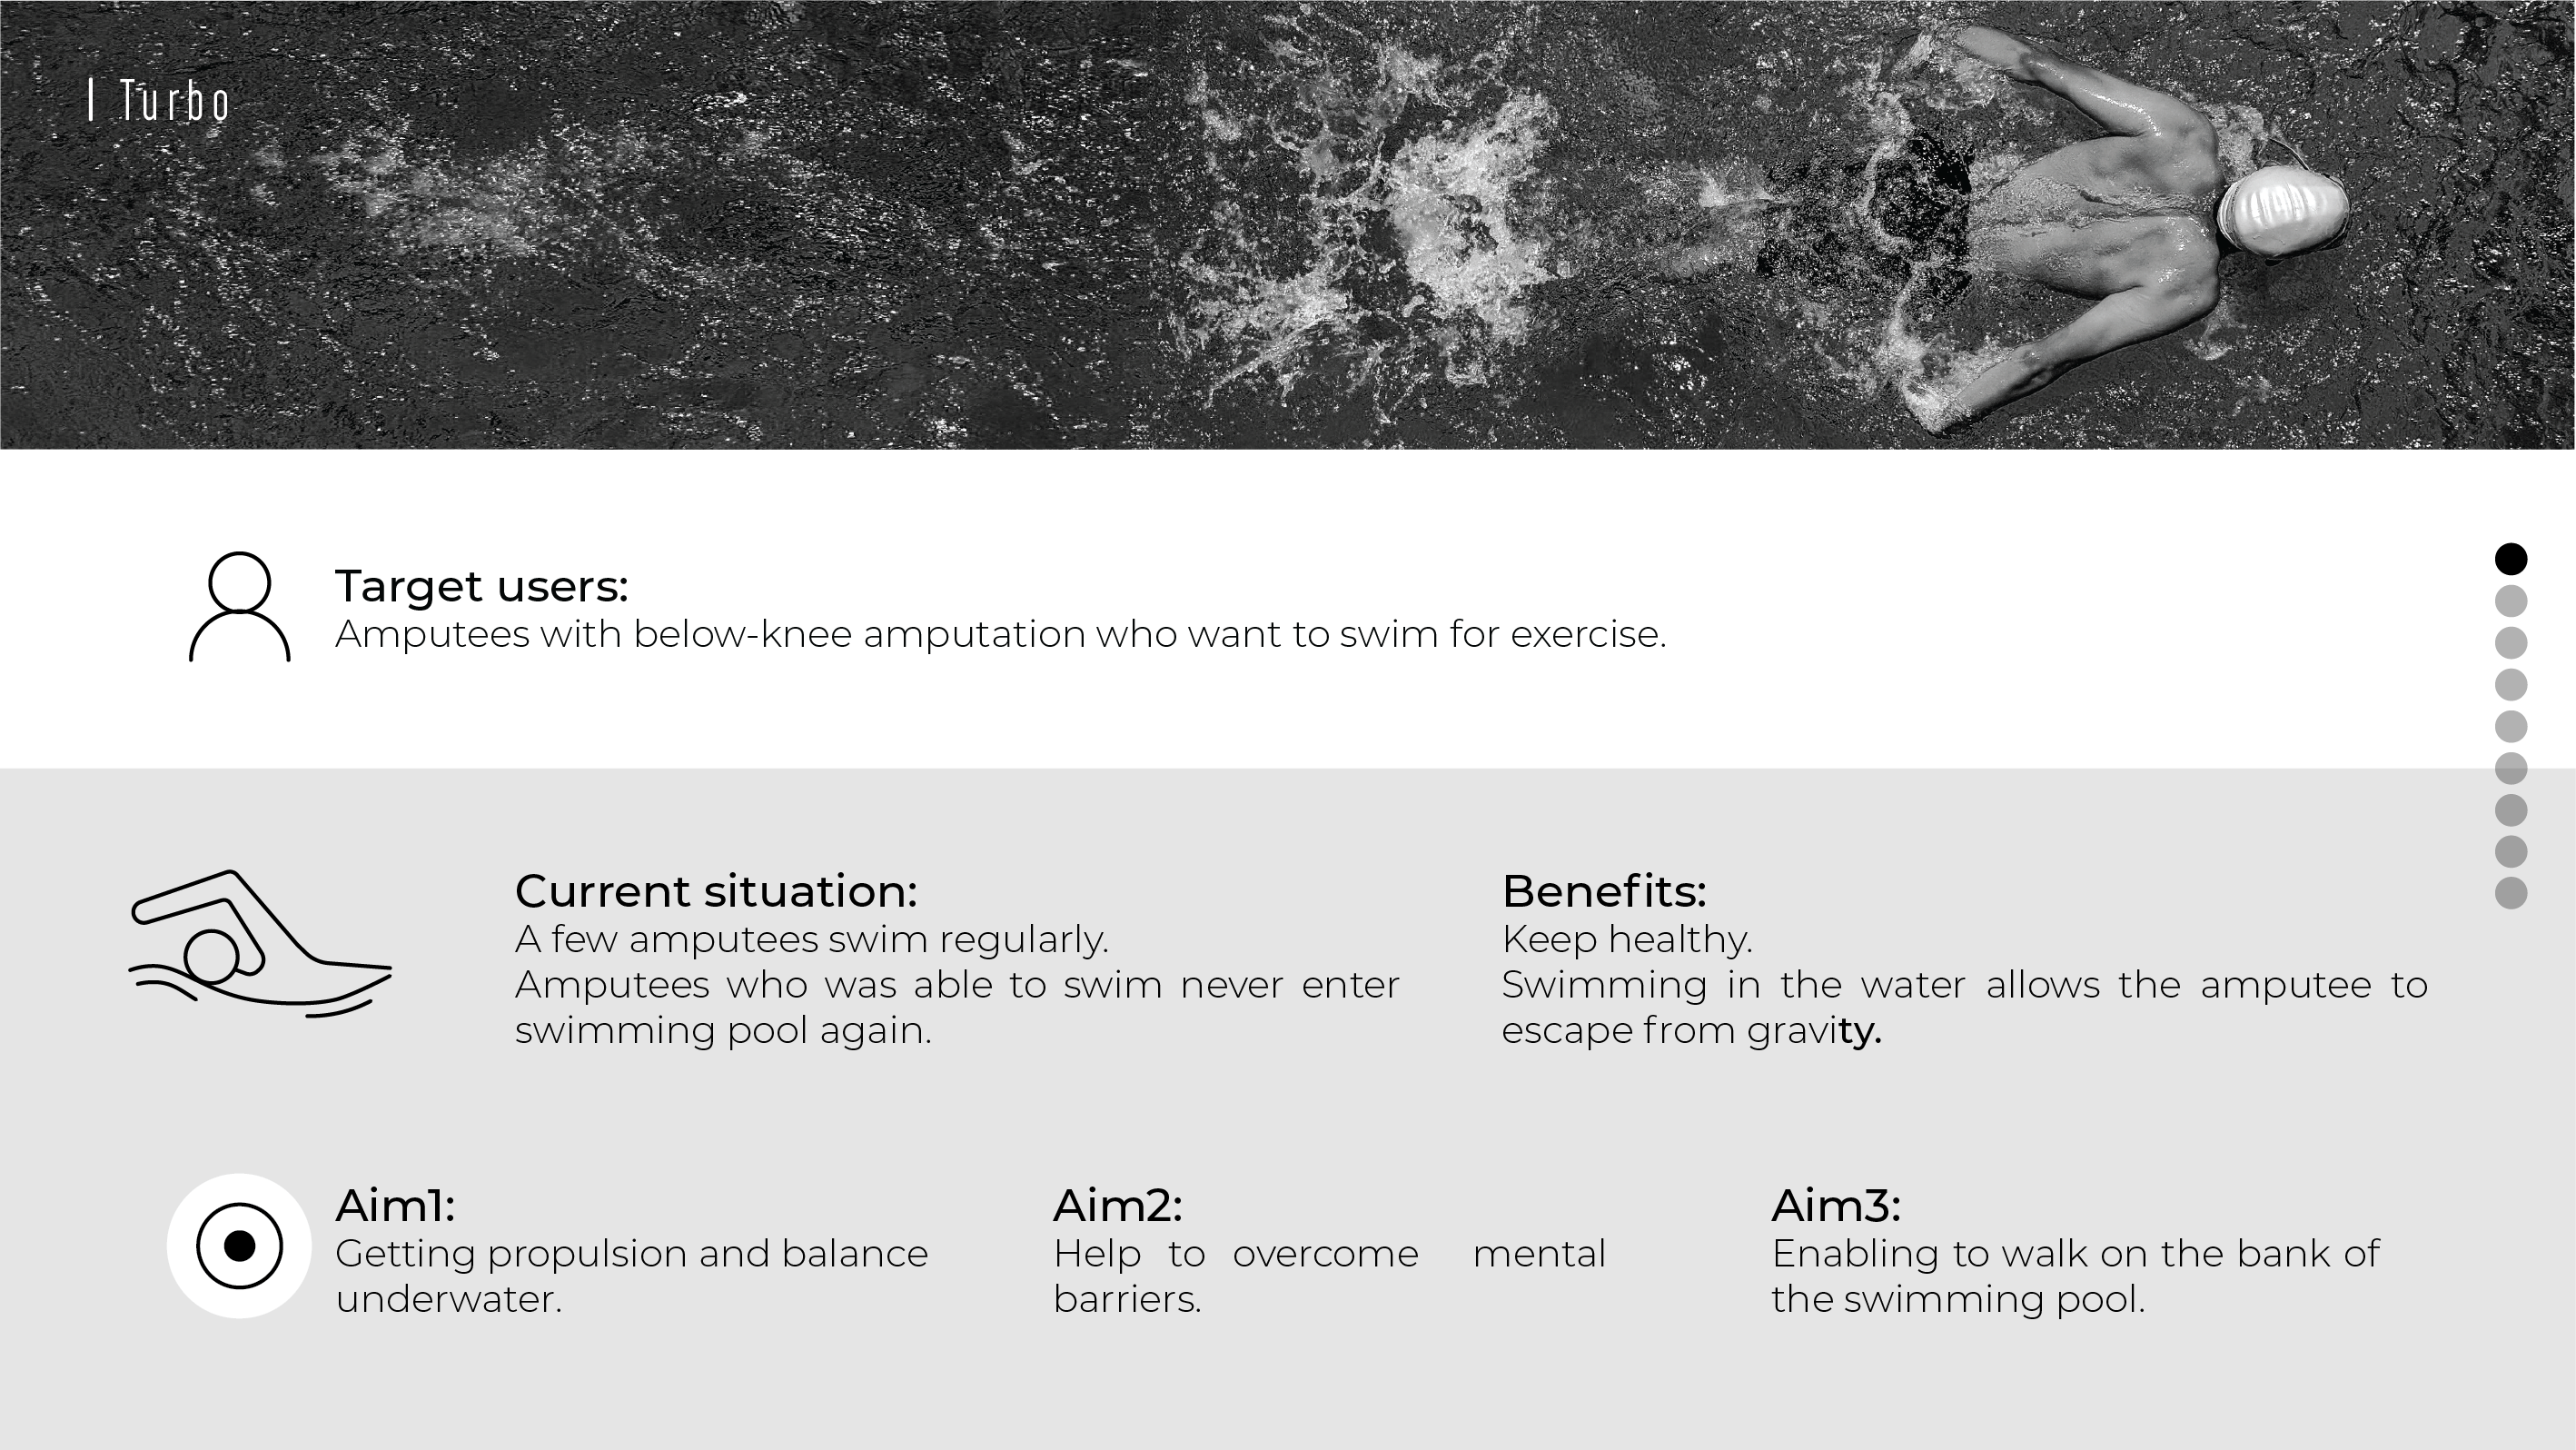 | Turbo
Target users:
Amputees with below-knee amputation who want to swim for exercise.
Current situation:
A few amputees swim regularly.
Amputees who was able to swim never enter
swimming pool again.
Benefits:
Keep healthy.
Swimming in the water allows the amputee to
escape from gravity.
Aim1:
Getting propulsion and balance
underwater.
Aim2:
Help to overcome mental
barriers.
Aim3:
Enabling to walk on the bank of
the swimming pool.